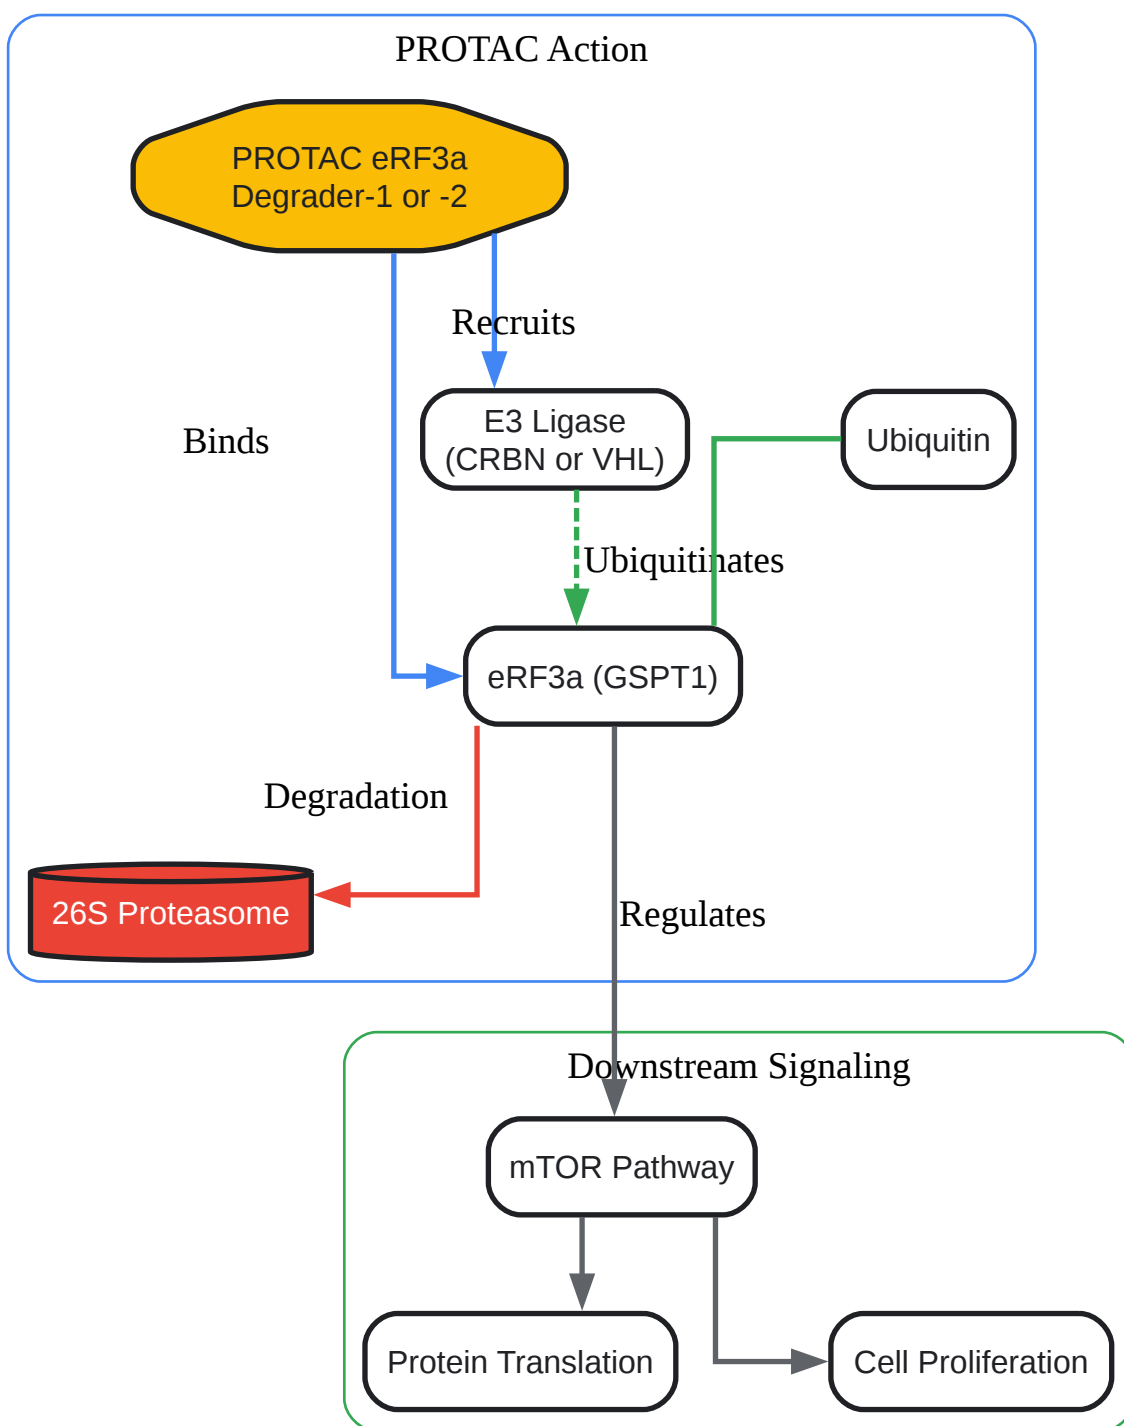 PROTAC Action
PROTAC eRF3a
Degrader-1 or -2
Recruits
Binds
E3 Ligase
(CRBN or VHL)
Ubiquitin
Ubiquitinates
eRF3a (GSPT1)
Degradation
26S Proteasome
Regulates
Downstream Signaling
mTOR Pathway
Protein Translation
Cell Proliferation